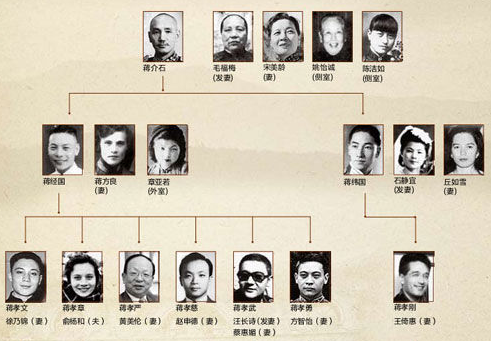 蒋介石 毛福梅 宋美龄 姚怡诚 陈洁如
(发妻) (妻) (侧室) (侧室)
蒋经国 蒋方良 章亚若 蒋纬国 石静宜 丘如雪
(妻) (外室) (发妻) (妻)
蒋孝文 蒋孝章 蒋孝严 蒋孝慈 蒋孝武 蒋孝勇 蒋孝刚
徐乃锦（妻） 俞杨和（夫） 黄美伦（妻） 赵申德（妻） 汪长诗（发妻） 方智怡（妻） 王倚惠（妻）
蔡惠媚（妻）